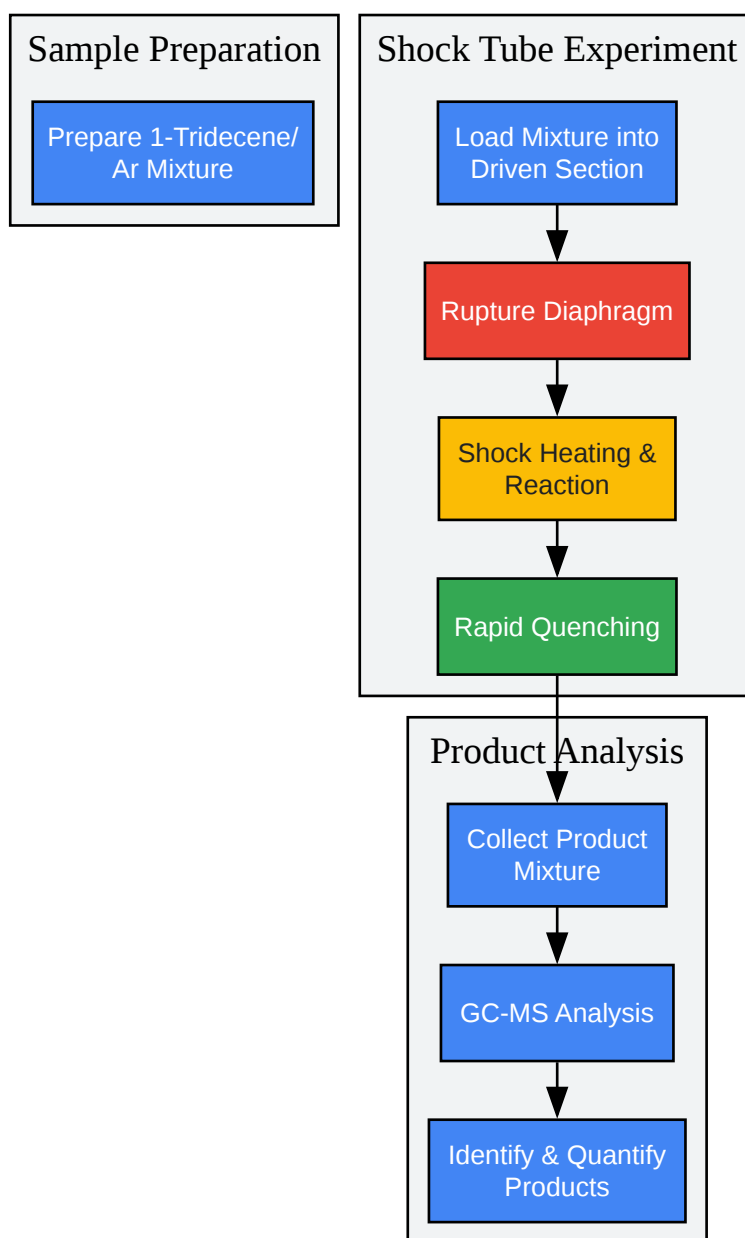 Sample Preparation
Prepare 1-Tridecene/
Ar Mixture
Shock Tube Experiment
Load Mixture into
Driven Section
Rupture Diaphragm
Shock Heating &
Reaction
Rapid Quenching
Product Analysis
Collect Product
Mixture
GC-MS Analysis
Identify & Quantify
Products